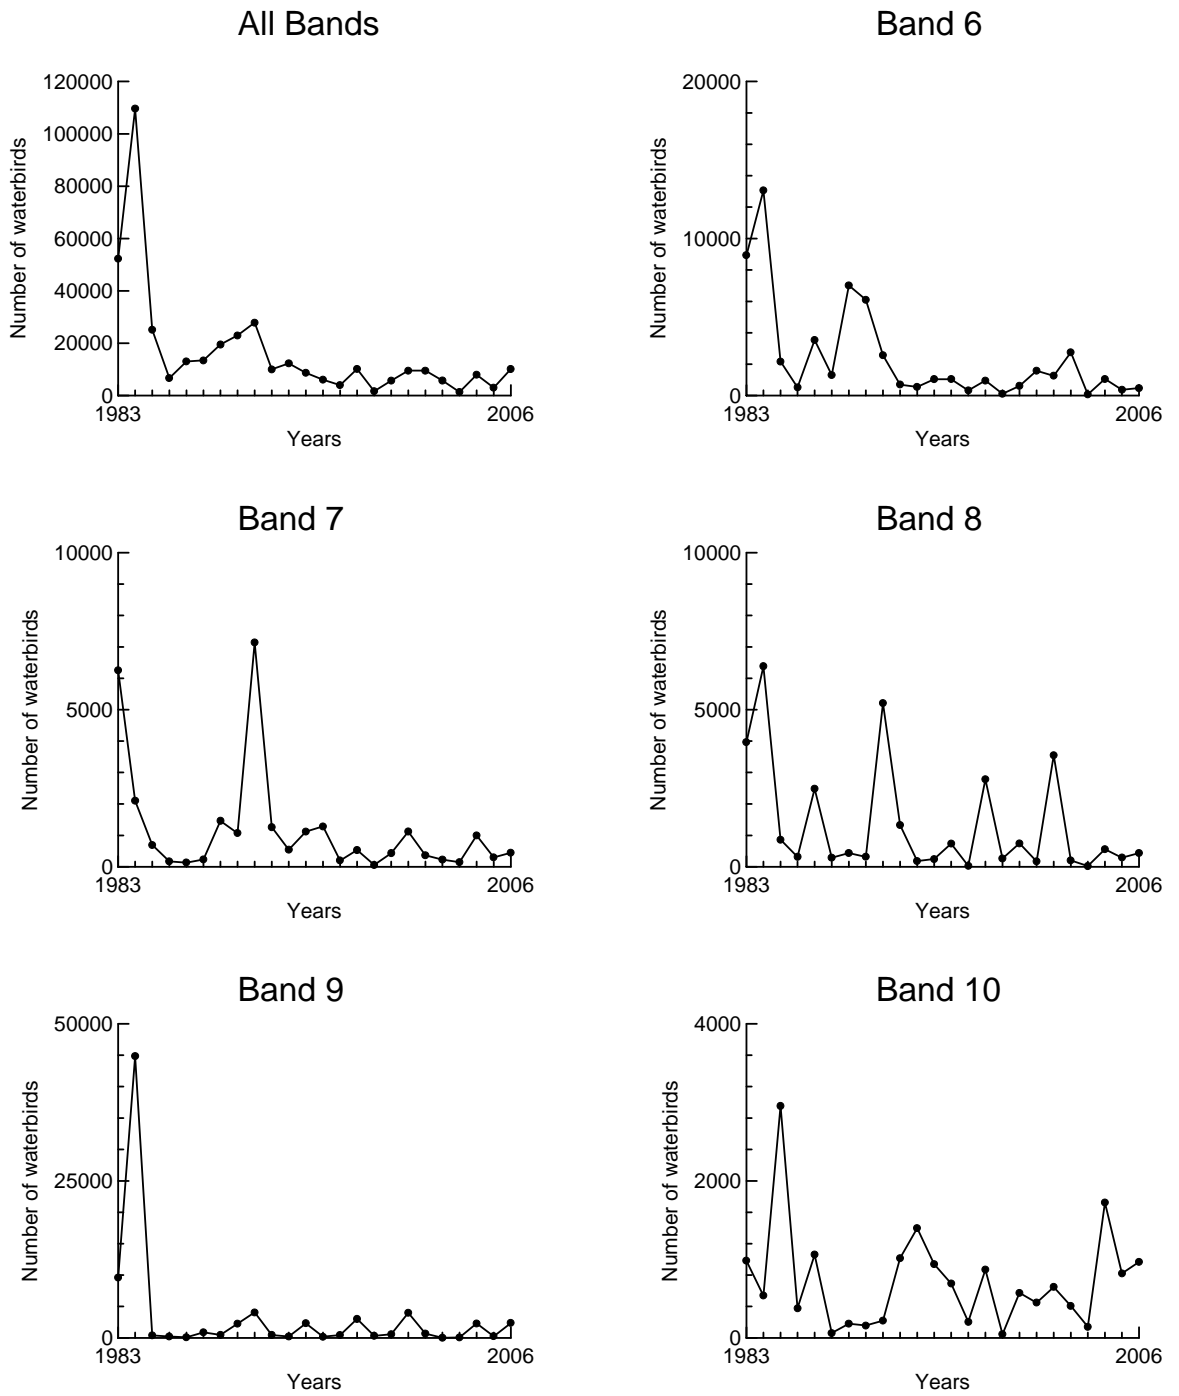 All Bands
120000
100000
80000
60000
40000
20000
0
Number of waterbirds
1983
2006
Years
Band 6
20000
10000
0
Number of waterbirds
1983
2006
Years
Band 7
10000
5000
0
Number of waterbirds
1983
2006
Years
Band 8
10000
5000
0
Number of waterbirds
1983
2006
Years
Band 9
50000
25000
0
Number of waterbirds
1983
2006
Years
Band 10
4000
2000
0
Number of waterbirds
1983
2006
Years